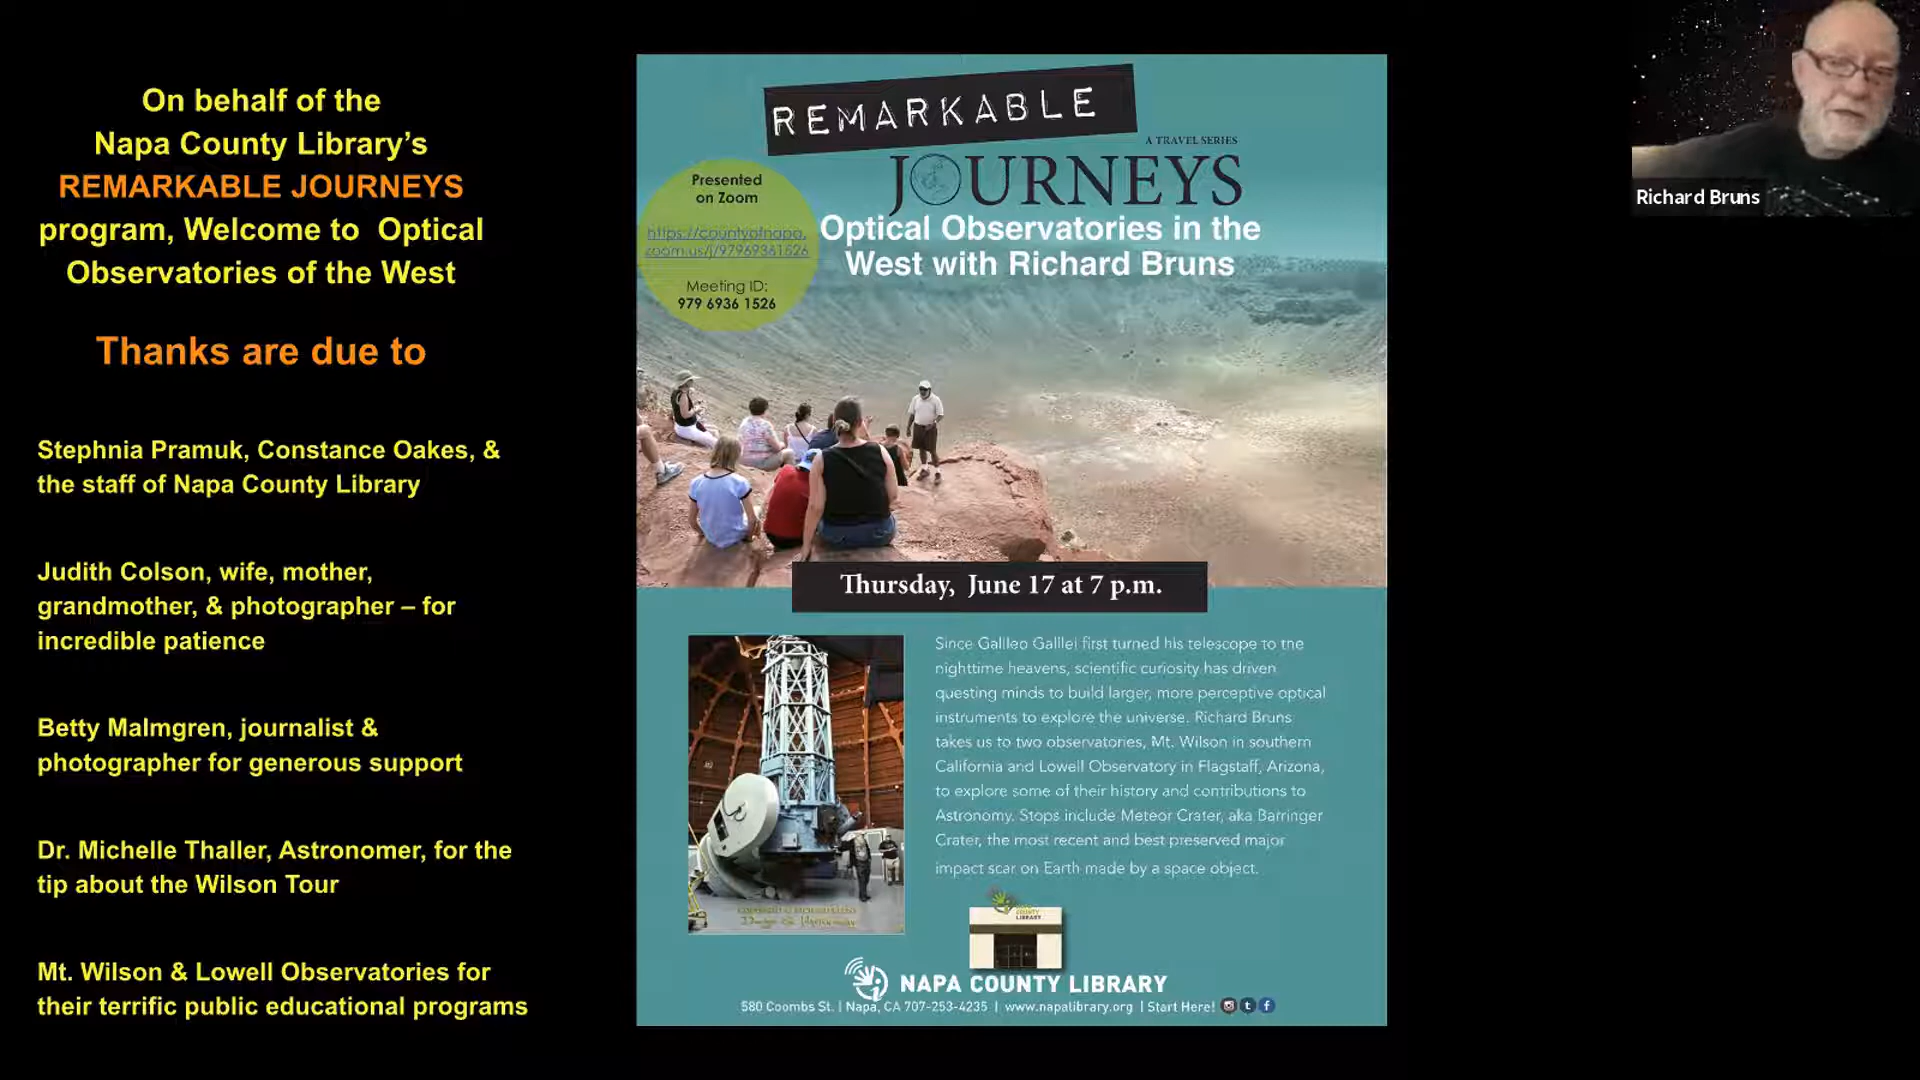 On behalf of the
Napa County Library’s
REMARKABLE JOURNEYS
program, Welcome to Optical
Observatories of the West
Thanks are due to
Stephnia Pramuk, Constance Oakes, &
the staff of Napa County Library
Judith Colson, wife, mother,
grandmother, & photographer – for
incredible patience
Betty Malmgren, journalist &
photographer for generous support
Dr. Michelle Thaller, Astronomer, for the
tip about the Wilson Tour
Mt. Wilson & Lowell Observatories for
their terrific public educational programs
REMARKABLE
A TRAVEL SERIES
JOURNEYS
Optical Observatories in the
West with Richard Bruns
Presented
on Zoom
https://countyofnapa.
zoom.us/j/97969361526
Meeting ID:
979 6936 1526
Thursday, June 17 at 7 p.m.
Since Galileo Galilei first turned his telescope to the
nighttime heavens, scientific curiosity has driven
questing minds to build larger, more perceptive optical
instruments to explore the universe. Richard Bruns
takes us to two observatories, Mt. Wilson in southern
California and Lowell Observatory in Flagstaff, Arizona,
to explore some of their history and contributions to
Astronomy. Stops include Meteor Crater, aka Barringer
Crater, the most recent and best preserved major
impact scar on Earth made by a space object.
COUNTY
LIBRARY
NAPA COUNTY LIBRARY
580 Coombs St. | Napa, CA 707-253-4235 | www.napalibrary.org | Start Here!
Richard Bruns